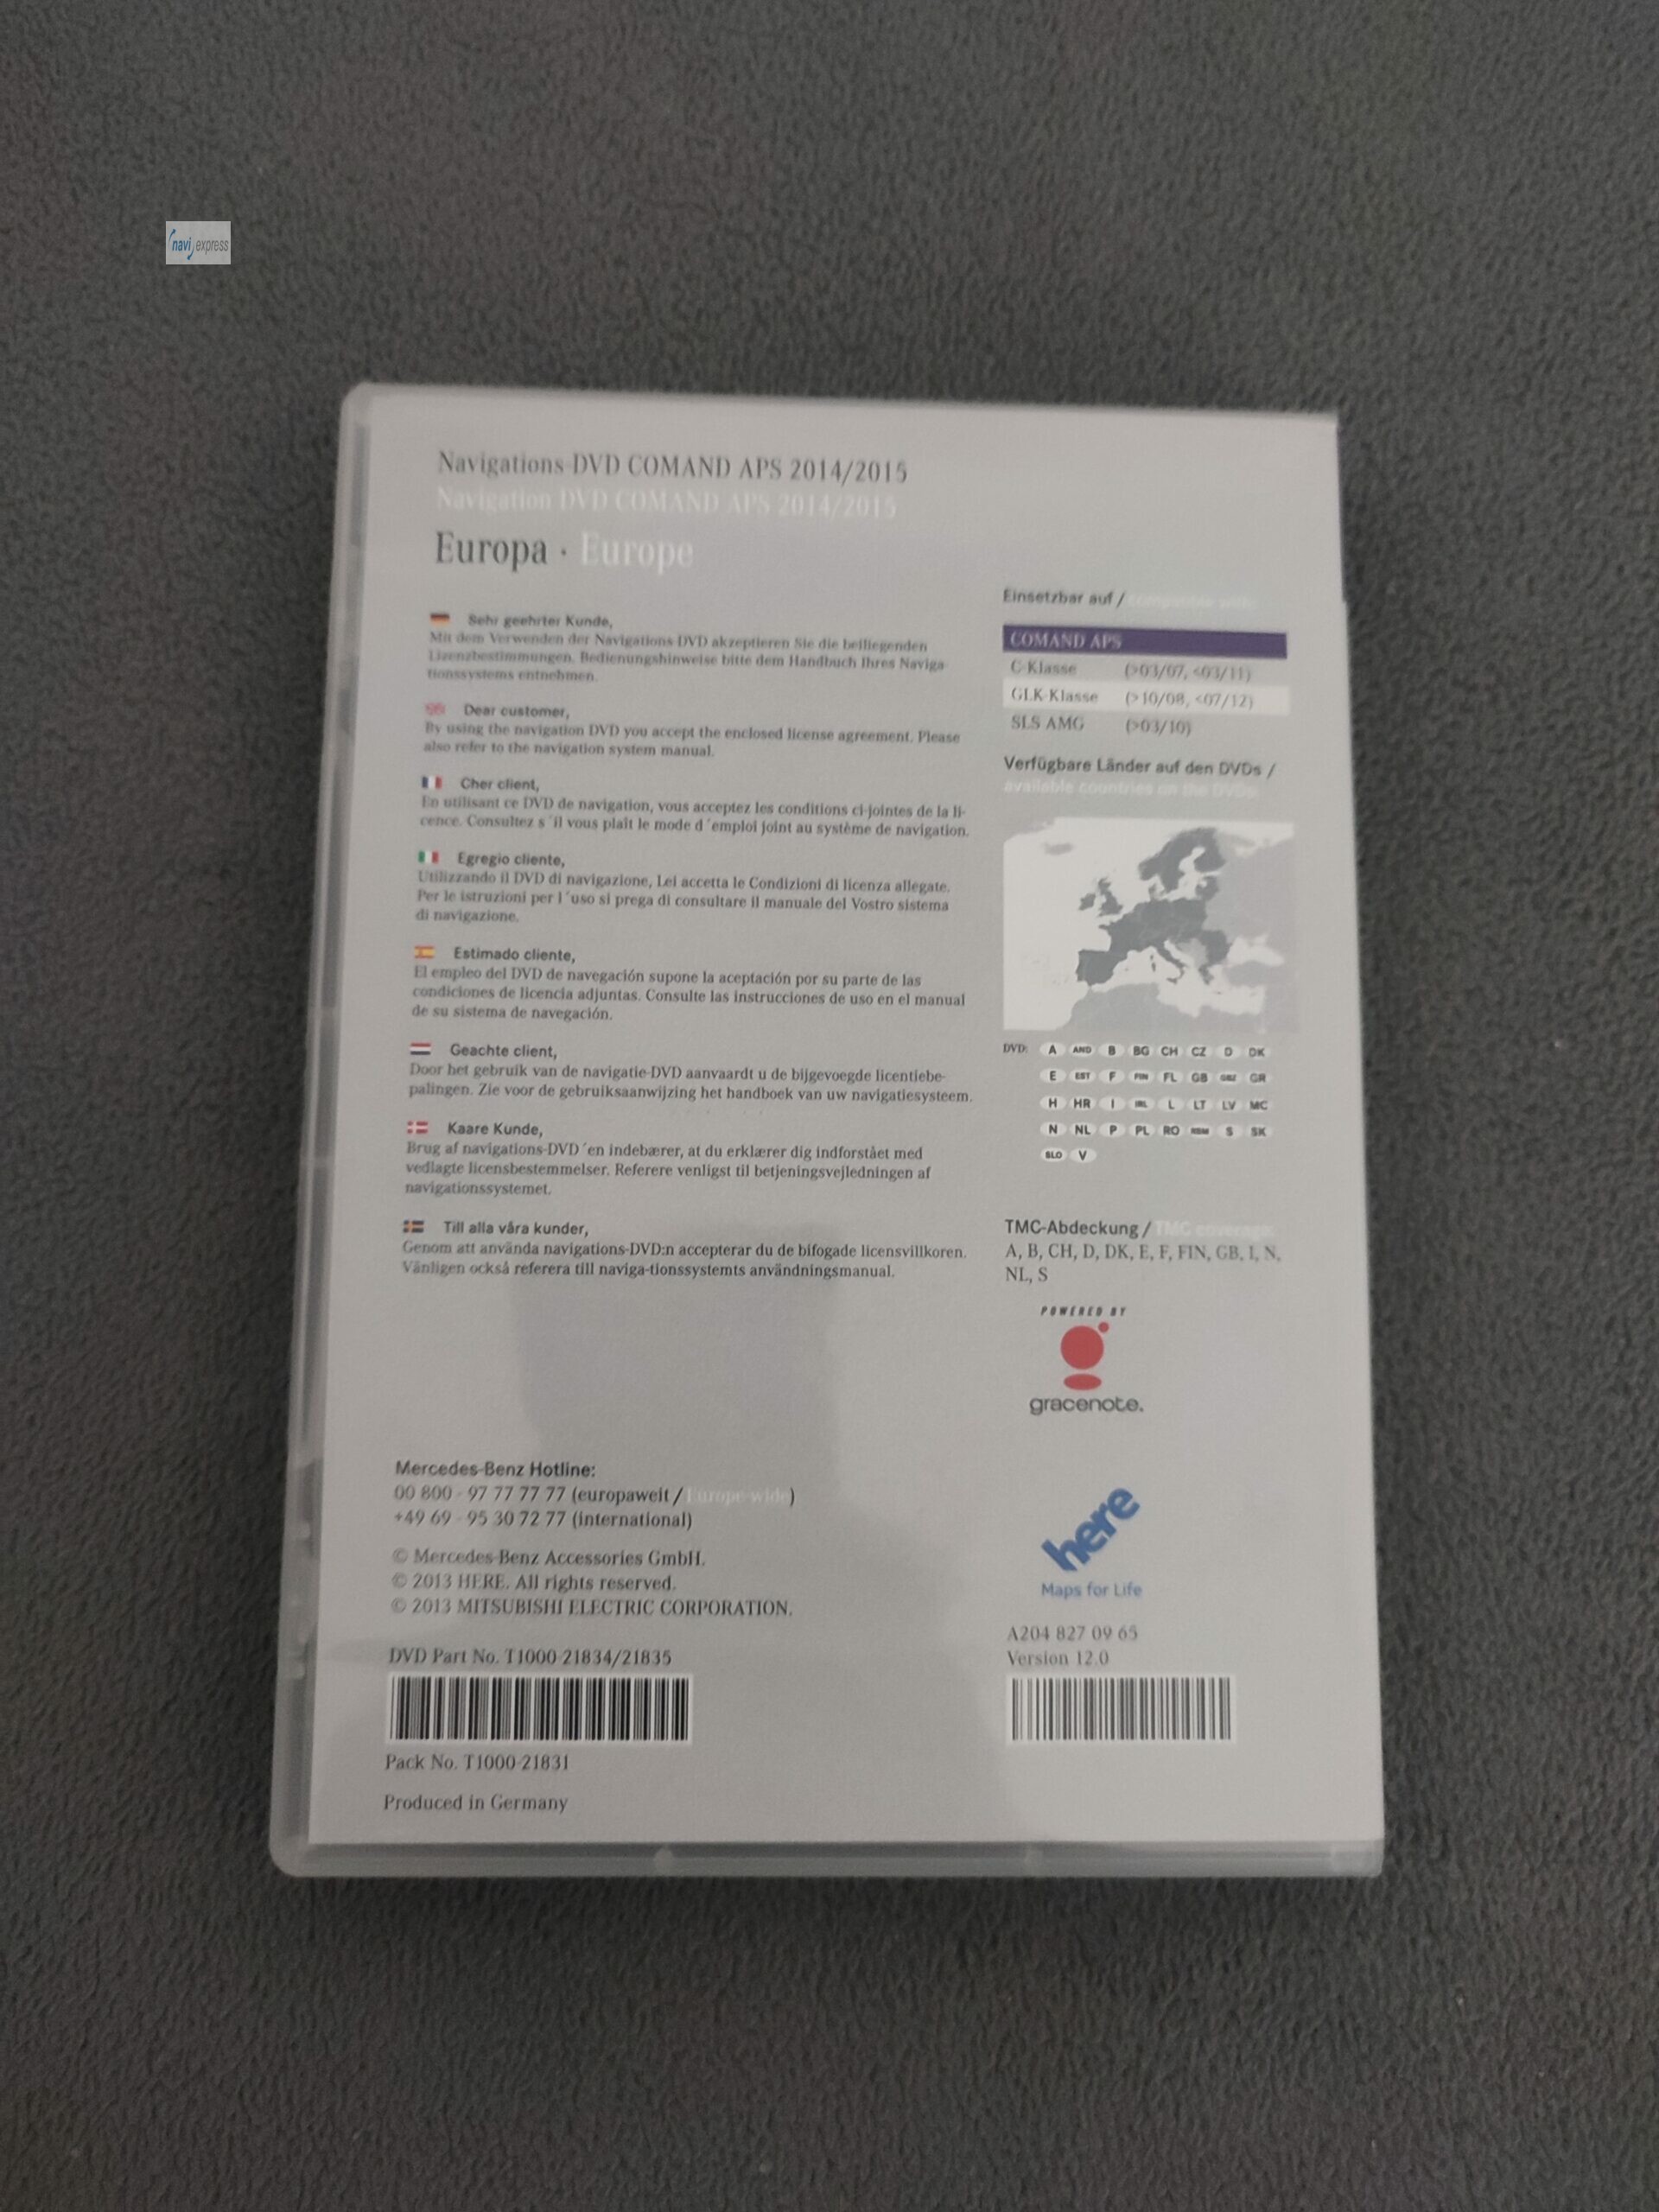 navi express
Navigations-DVD COMAND APS 2014/2015
Navigation DVD COMAND APS 2014/2015
Europa · Europe
Sehr geehrter Kunde,
Mit dem Verwenden der Navigations-DVD akzeptieren Sie die beiliegenden
Lizenzbestimmungen. Bedienungshinweise bitte dem Handbuch Ihres Naviga-
tionssystems entnehmen.
Dear customer,
By using the navigation DVD you accept the enclosed license agreement. Please
also refer to the navigation system manual.
Cher client,
En utilisant ce DVD de navigation, vous acceptez les conditions ci-jointes de la li-
cence. Consultez s´il vous plaît le mode d´emploi joint au système de navigation.
Egregio cliente,
Utilizzando il DVD di navigazione, Lei accetta le Condizioni di licenza allegate.
Per le istruzioni per l´uso si prega di consultare il manuale del Vostro sistema
di navigazione.
Estimado cliente,
El empleo del DVD de navegación supone la aceptación por su parte de las
condiciones de licencia adjuntas. Consulte las instrucciones de uso en el manual
de su sistema de navegación.
Geachte client,
Door het gebruik van de navigatie-DVD aanvaardt u de bijgevoegde licentiebe-
palingen. Zie voor de gebruiksaanwijzing het handboek van uw navigatiesysteem.
Kaare Kunde,
Brug af navigations-DVD´en indebærer, at du erklærer dig indforstået med
vedlagte licensbestemmelser. Referere venligst til betjeningsvejledningen af
navigationssystemet.
Till alla våra kunder,
Genom att använda navigations-DVD:n accepterar du de bifogade licensvillkoren.
Vänligen också referera till naviga-tionssystemts användningsmanual.
Mercedes-Benz Hotline:
00 800 - 97 77 77 77 (europaweit / Europe-wide)
+49 69 - 95 30 72 77 (international)
© Mercedes-Benz Accessories GmbH.
© 2013 HERE. All rights reserved.
© 2013 MITSUBISHI ELECTRIC CORPORATION.
DVD Part No. T1000-21834/21835
Pack No. T1000-21831
Produced in Germany
Einsetzbar auf /
COMAND APS
C-Klasse (>03/07, <03/11)
GLK-Klasse (>10/08, <07/12)
SLS AMG (>03/10)
Verfügbare Länder auf den DVDs /
available countries on the DVDs
DVD: A AND B BG CH CZ D DK
E EST F FIN FL GB GBZ GR
H HR I IRL L LT LV MC
N NL P PL RO RSM S SK
SLO V
TMC-Abdeckung / TMC coverage
A, B, CH, D, DK, E, F, FIN, GB, I, N,
NL, S
POWERED BY
gracenote.
here
Maps for Life
A204 827 09 65
Version 12.0